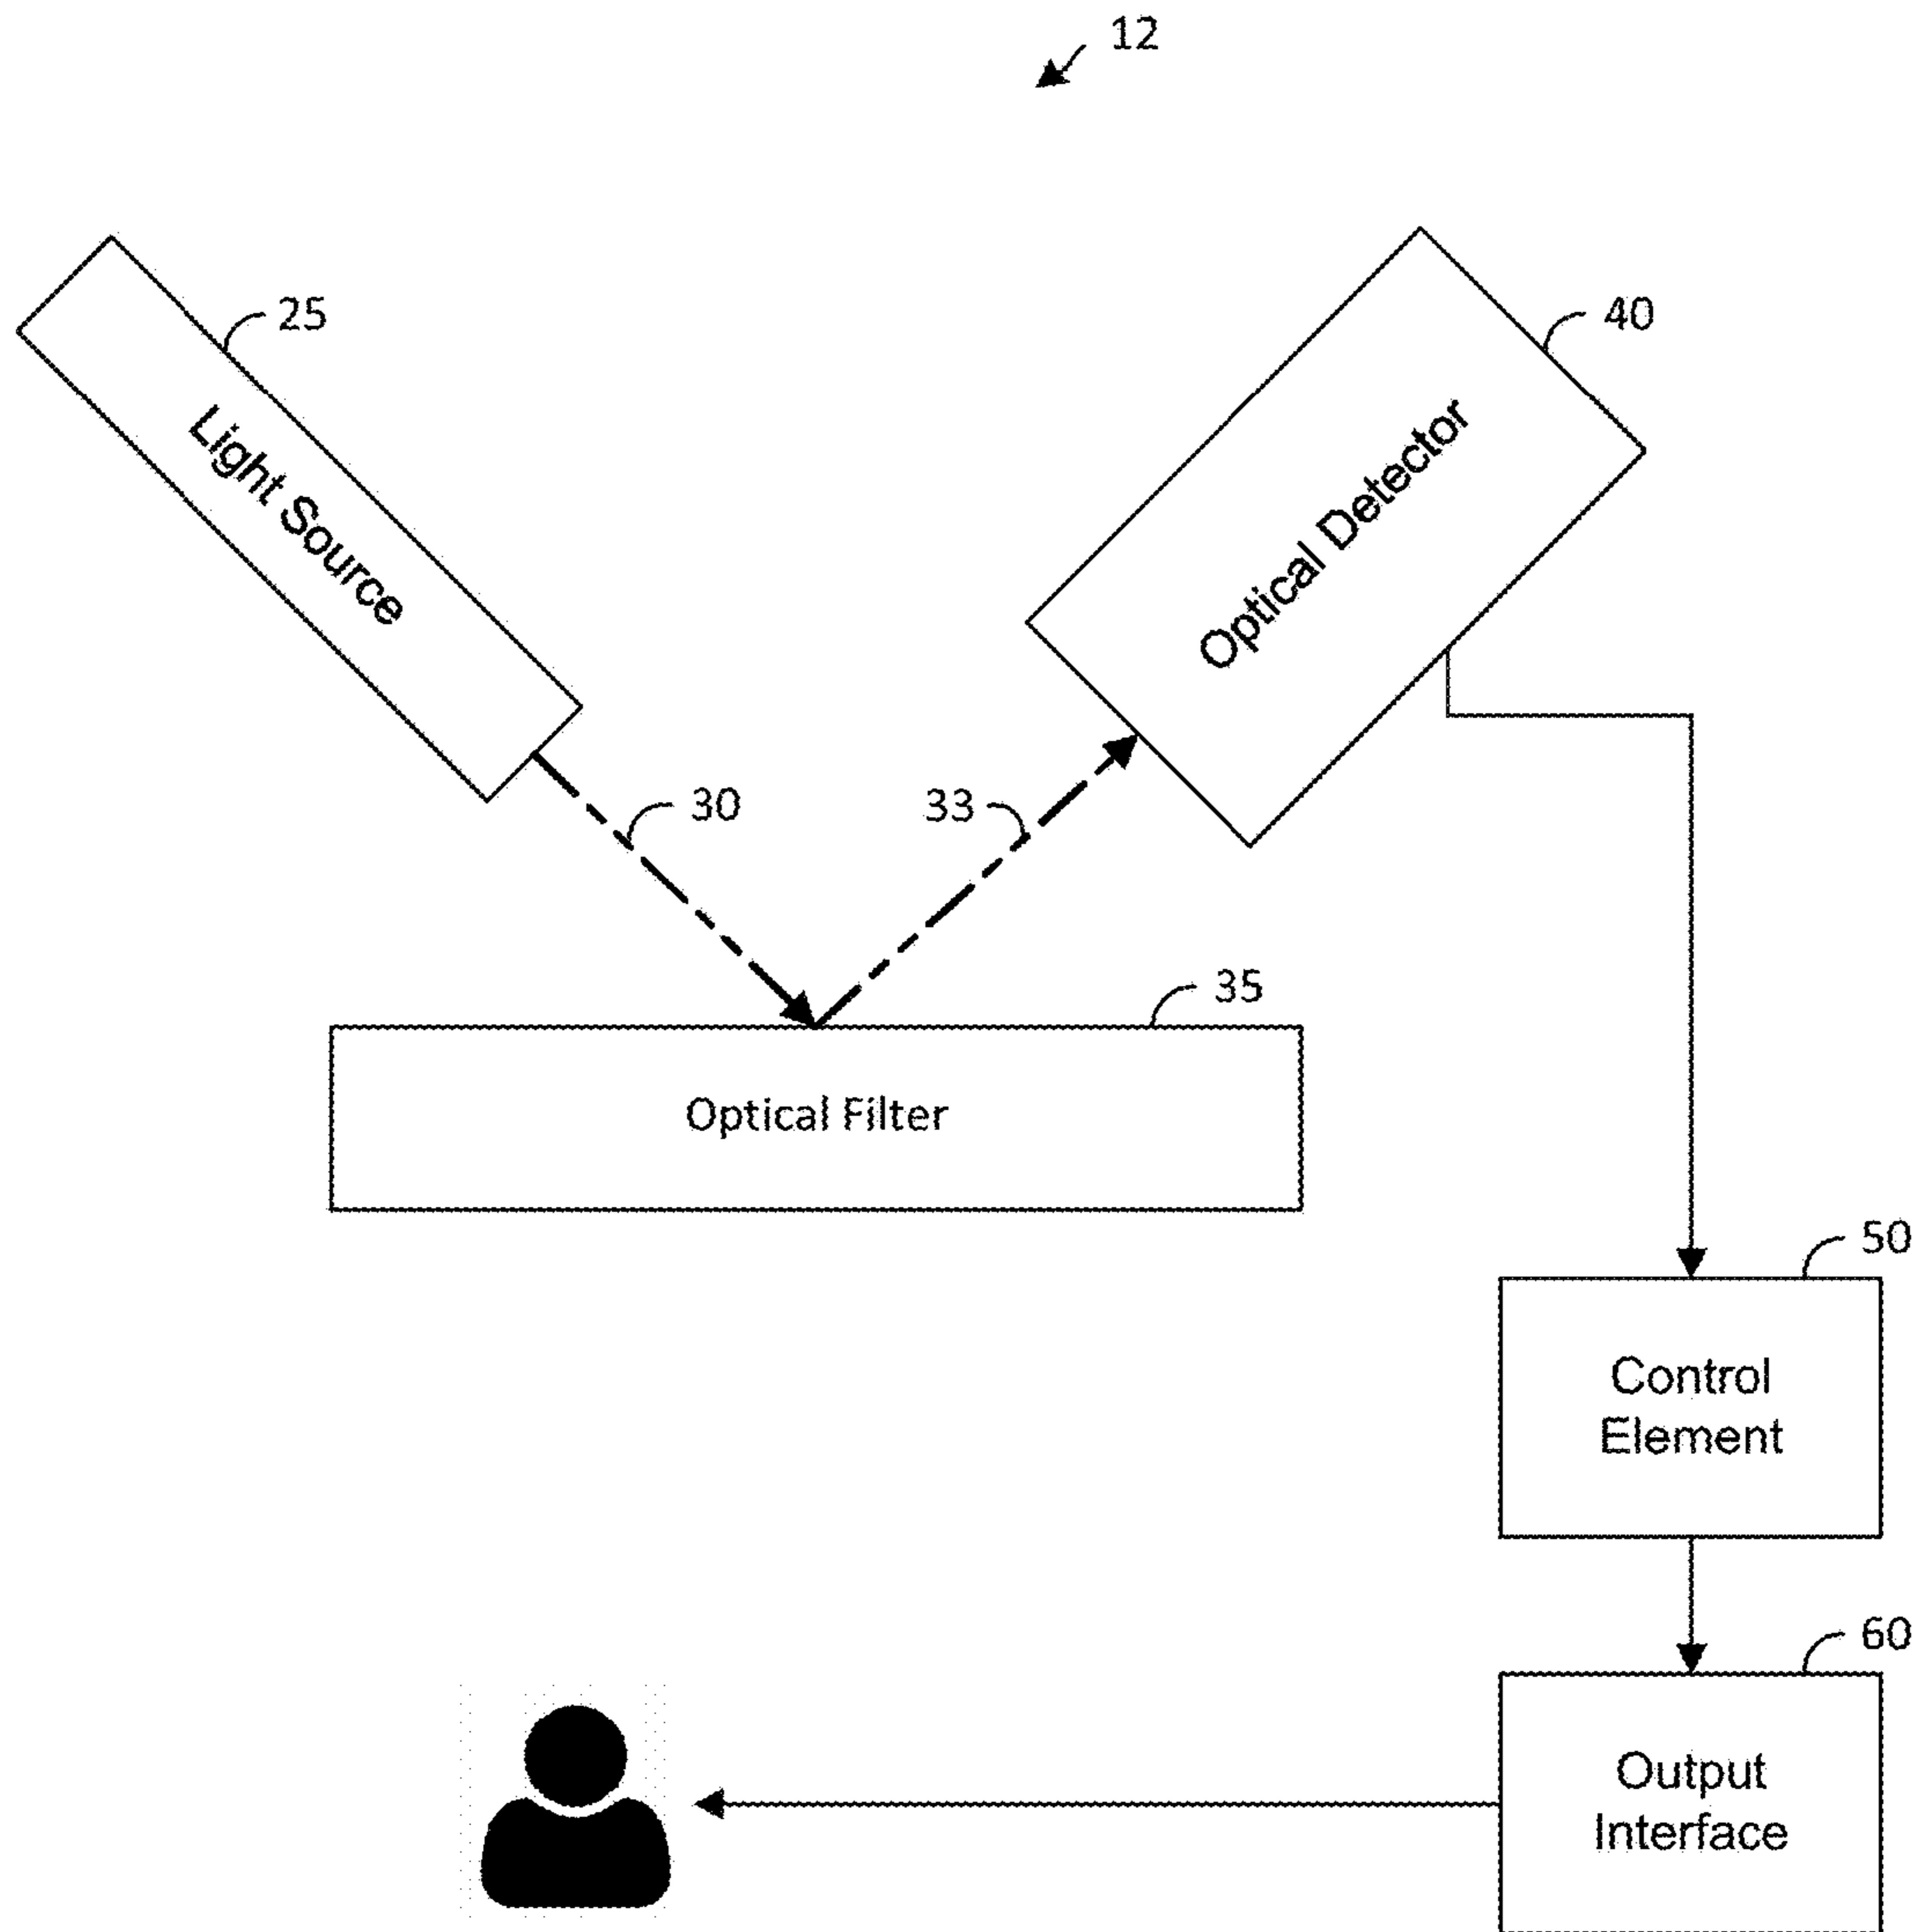 12
25
40
Light Source
Optical Detector
30
33
35
Optical Filter
50
Control
Element
60
Output
Interface